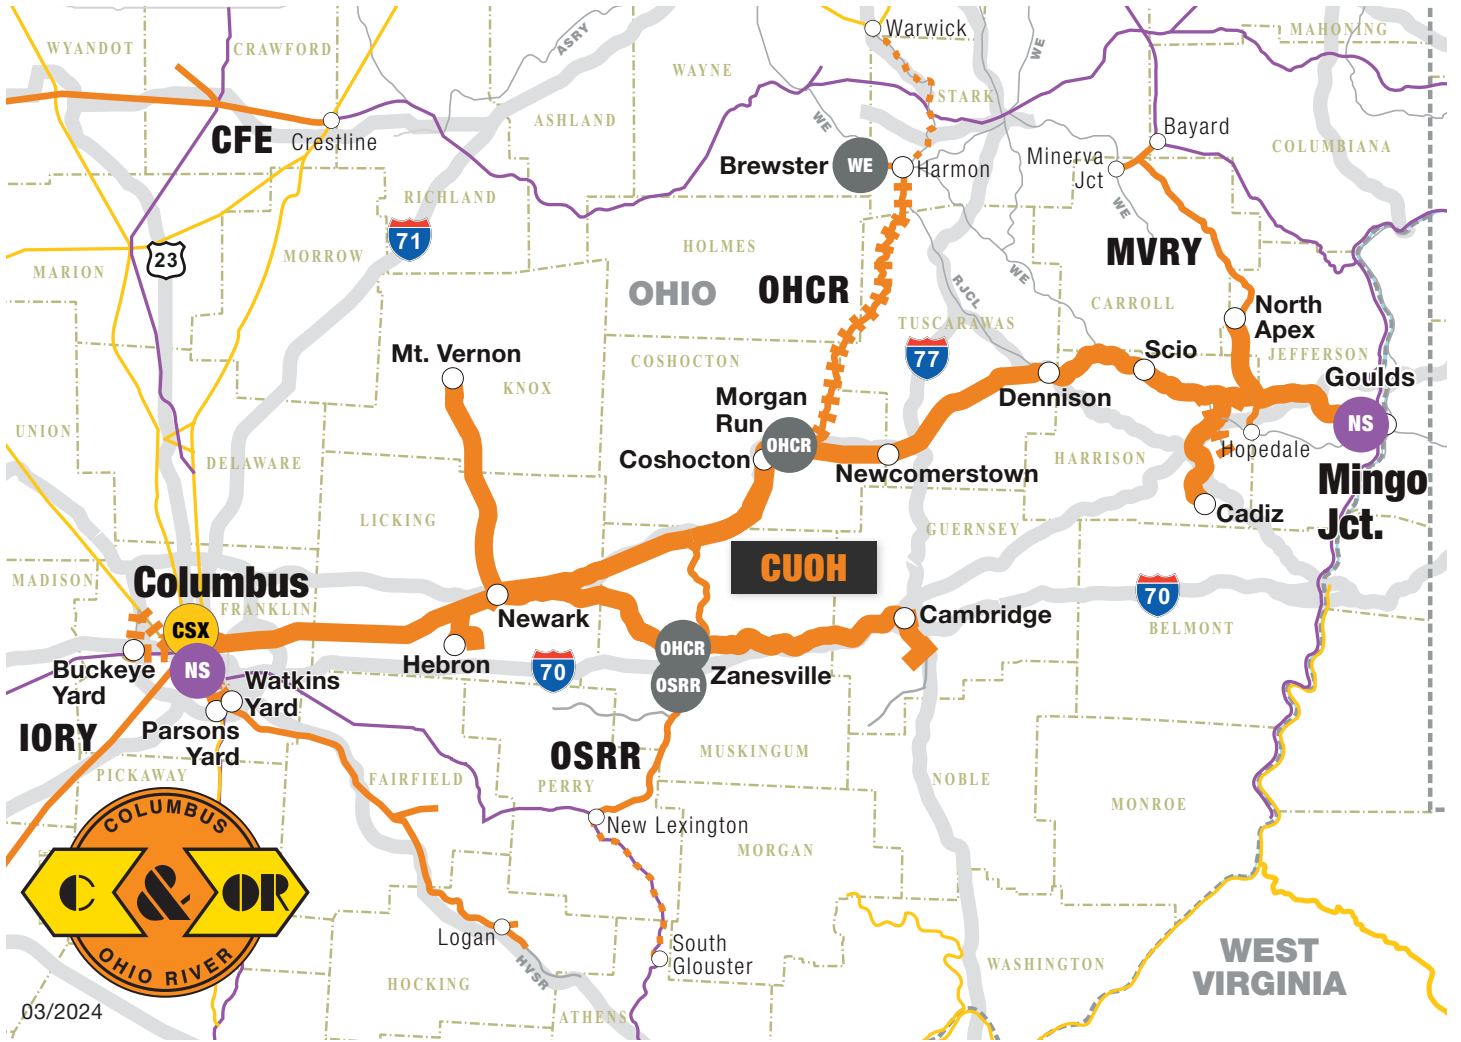 WYANDOT
CRAWFORD
ASRY
WAYNE
Warwick
WE
MAHONING
STARK
ASHLAND
CFE
Crestline
WE
Bayard
COLUMBIANA
Brewster
WE
Harmon
Minerva
Jct
WE
RICHLAND
71
HOLMES
MVRY
23
MORROW
MARION
OHIO
OHCR
RJCL
WE
CARROLL
North
Apex
TUSCARAWAS
77
Mt. Vernon
KNOX
COSHOCTON
Scio
JEFFERSON
Goulds
Dennison
Morgan
Run
OHCR
NS
UNION
Coshocton
Newcomerstown
HARRISON
Hopedale
DELAWARE
Mingo
Jct.
LICKING
GUERNSEY
Cadiz
MADISON
Columbus
FRANKLIN
CUOH
70
Newark
Cambridge
BELMONT
CSX
OHCR
Hebron
70
Buckeye
Yard
NS
Watkins
Yard
OSRR
Zanesville
IORY
Parsons
Yard
OSRR
MUSKINGUM
PICKAWAY
FAIRFIELD
PERRY
NOBLE
MONROE
New Lexington
MORGAN
COLUMBUS
C & OR
OHIO RIVER
Logan
South
Glouster
HVSR
WASHINGTON
WEST
VIRGINIA
HOCKING
03/2024
ATHENS